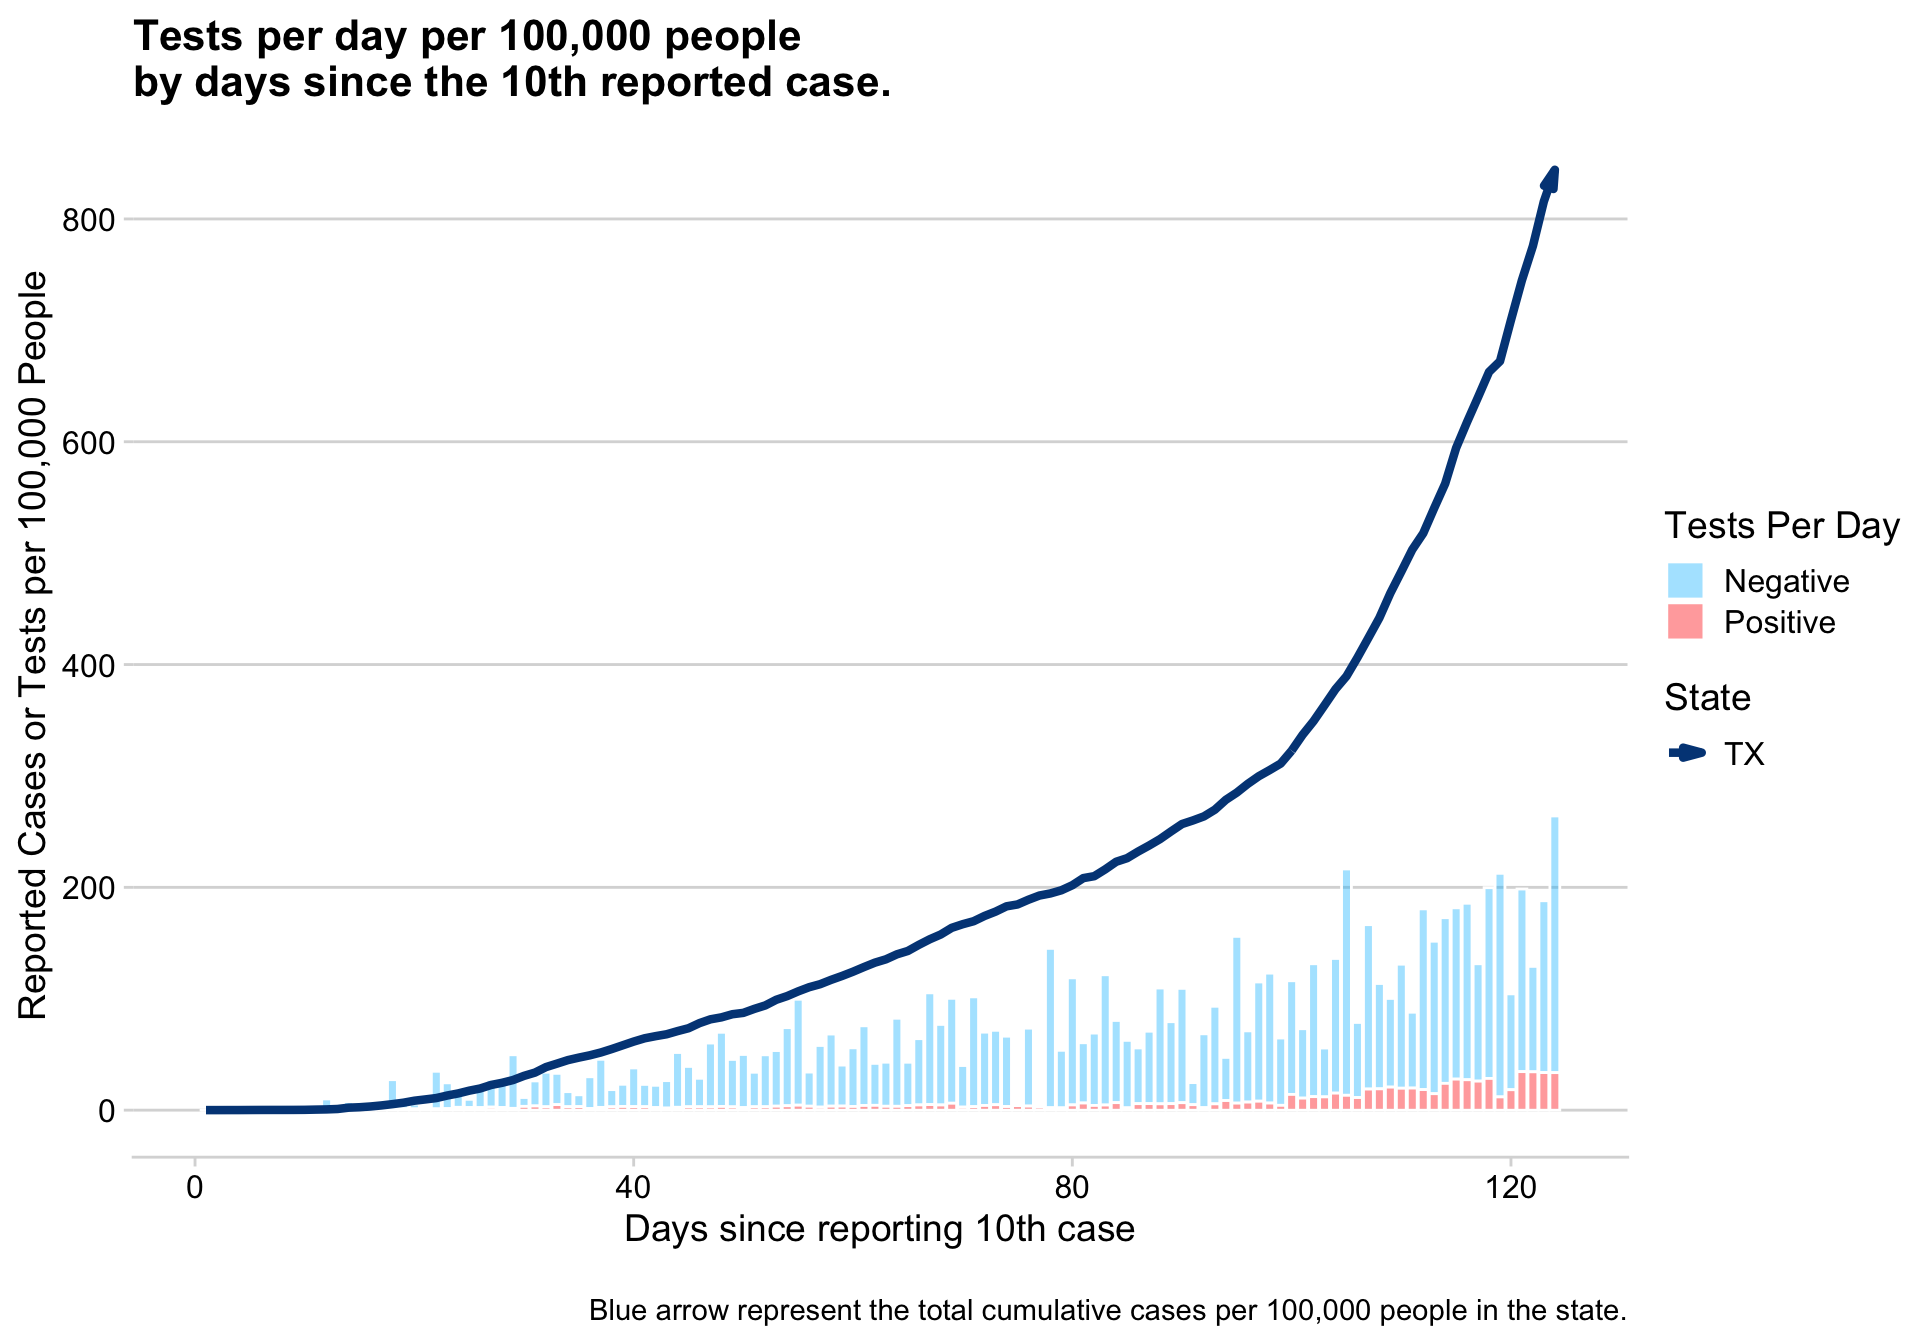 Tests per day per 100,000 people
by days since the 10th reported case.
Reported Cases or Tests per 100,000 People
800
600
400
200
0
0
40
80
120
Days since reporting 10th case
Tests Per Day
Negative
Positive
State
TX
Blue arrow represent the total cumulative cases per 100,000 people in the state.